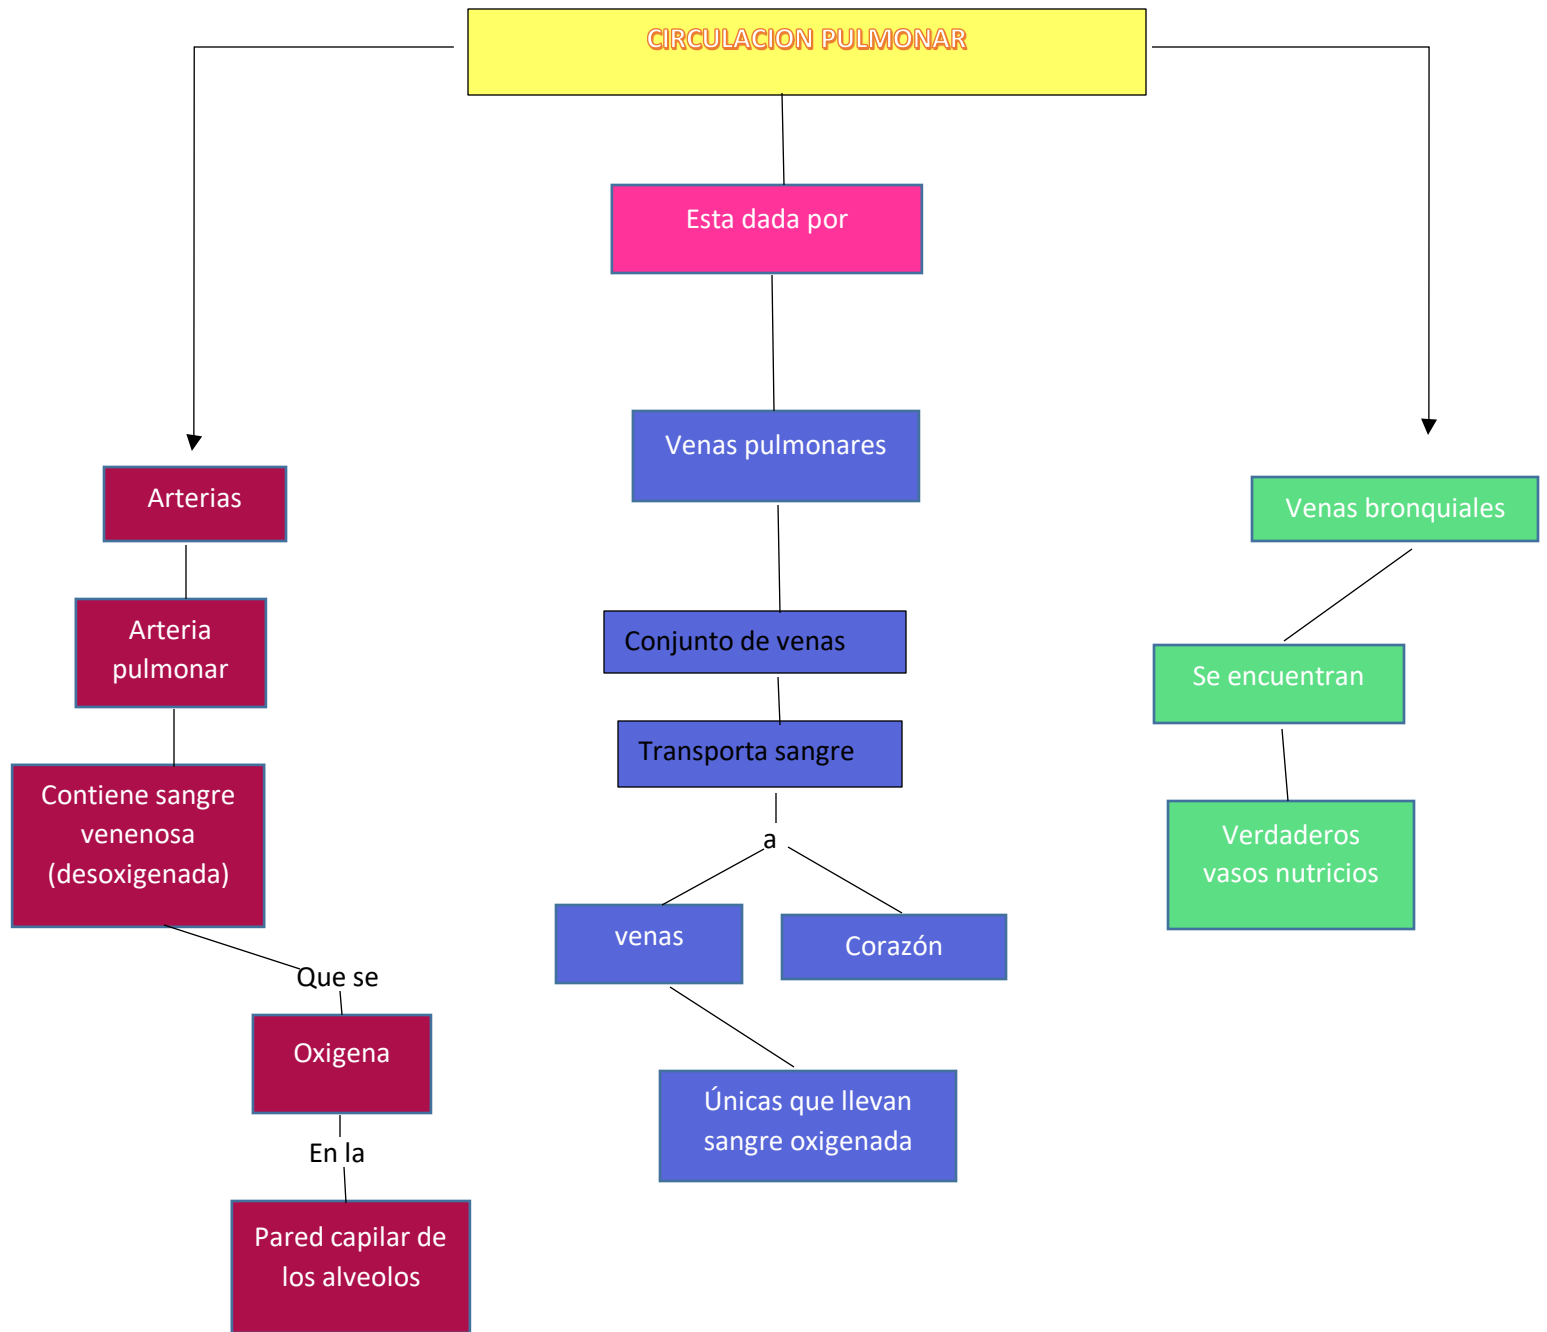 CIRCULACION PULMONAR
Esta dada por
Arterias
Arteria
pulmonar
Contiene sangre
venenosa
(desoxigenada)
Que se
Oxigena
En la
Pared capilar de
los alveolos
Venas pulmonares
Conjunto de venas
Transporta sangre
a
venas
Corazón
Únicas que llevan
sangre oxigenada
Venas bronquiales
Se encuentran
Verdaderos
vasos nutricios